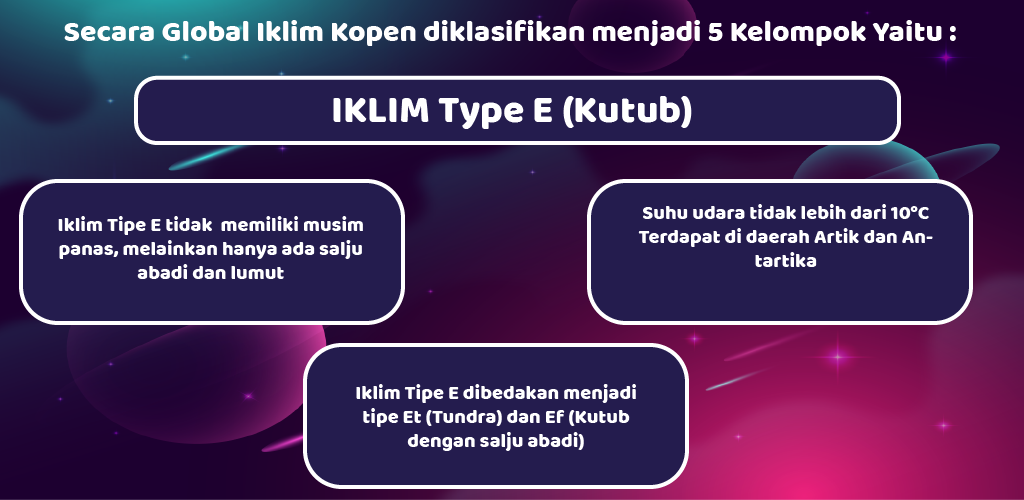 Secara Global Iklim Kopen diklasifikan menjadi 5 Kelompok Yaitu :
IKLIM Type E (Kutub)
Iklim Tipe E tidak  memiliki musim
panas, melainkan hanya ada salju
abadi dan lumut
Suhu udara tidak lebih dari 10°C
Terdapat di daerah Artik dan An-
tartika
Iklim Tipe E dibedakan menjadi
tipe Et (Tundra) dan Ef (Kutub
dengan salju abadi)